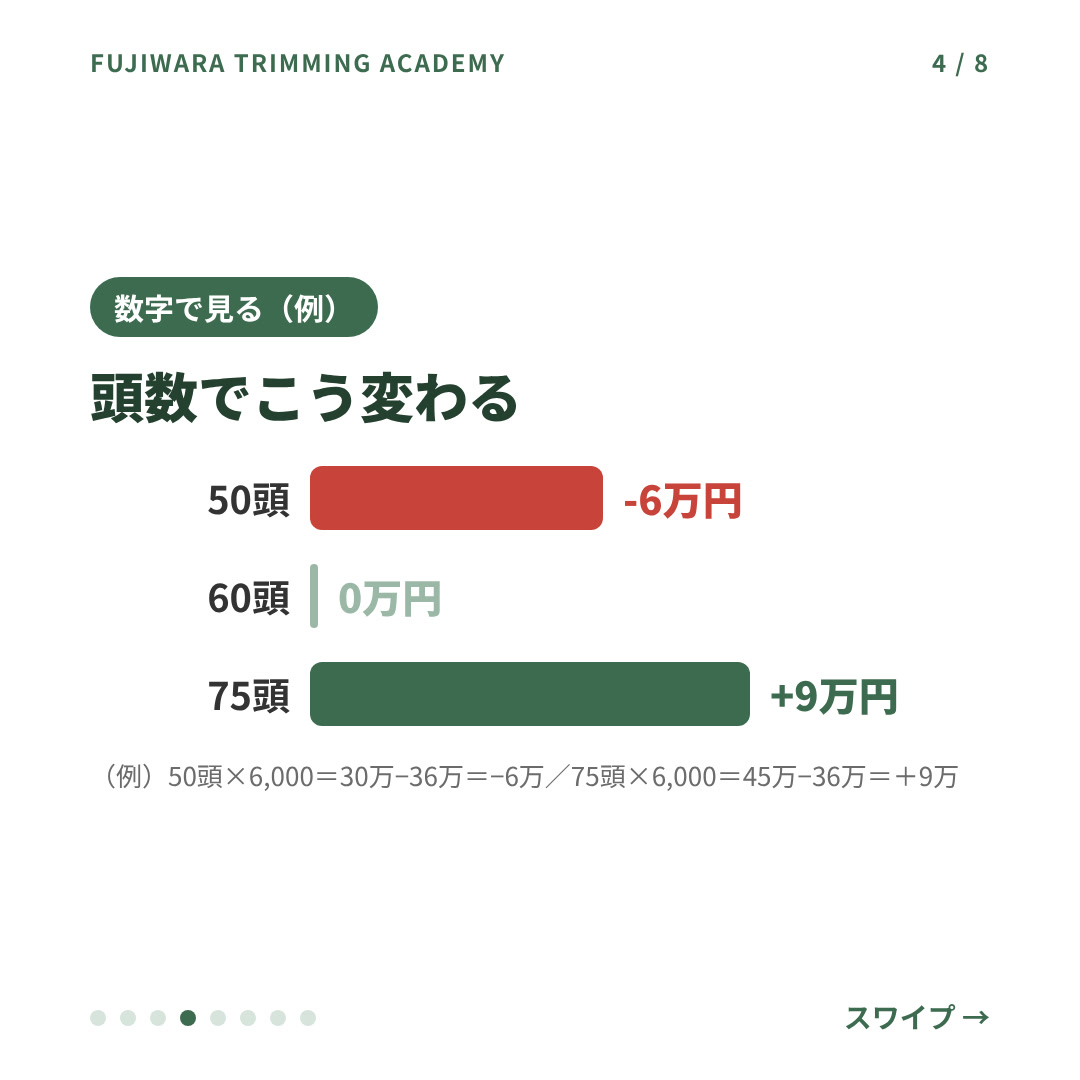 FUJIWARA TRIMMING ACADEMY
4 / 8
数字で見る（例）
頭数でこう変わる
50頭 -6万円
60頭 0万円
75頭 +9万円
（例）50頭×6,000＝30万−36万＝−6万／75頭×6,000＝45万−36万＝＋9万
スワイプ →